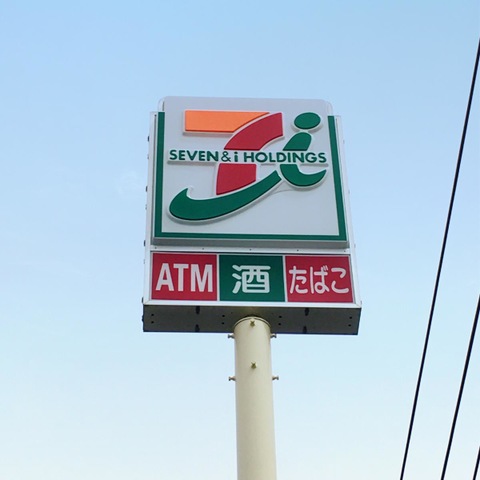 SEVEN & i HOLDINGS
ATM 酒 たばこ